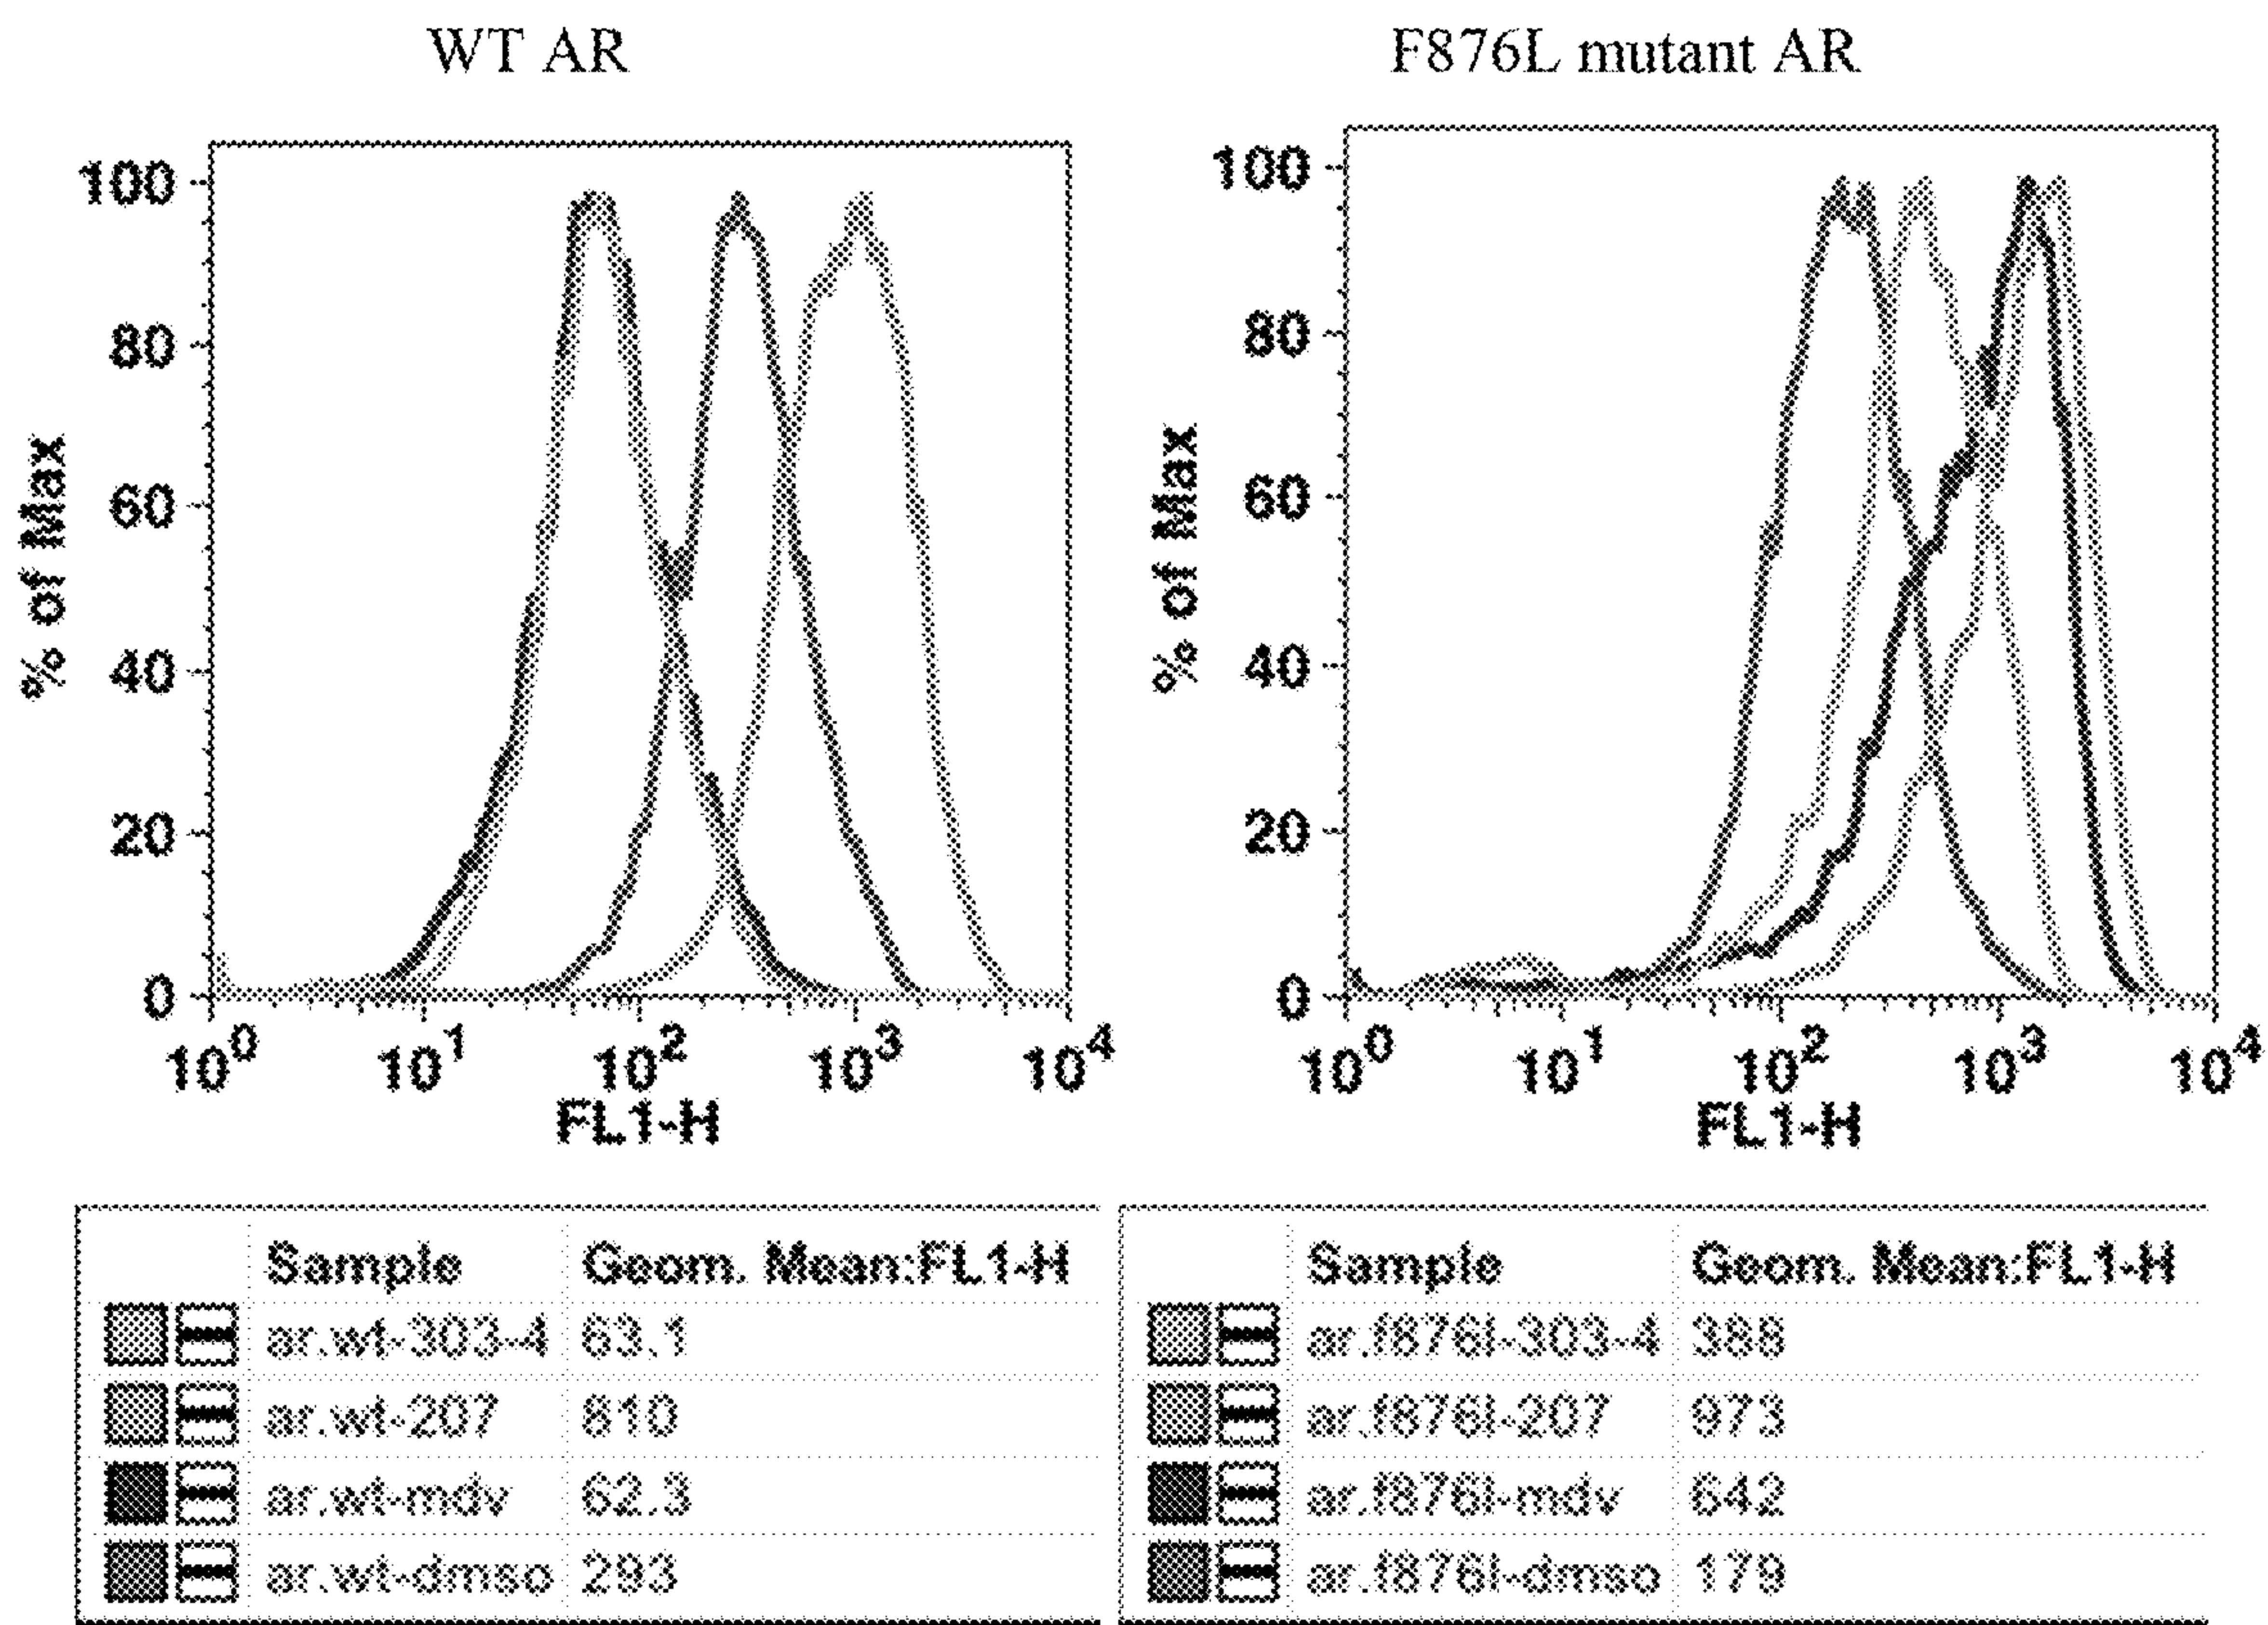 WT AR
F876L mutant AR
% of Max
100
80
60
40
20
0
10^0 10^1 10^2 10^3 10^4
FL1-H
% of Max
100
80
60
40
20
0
10^0 10^1 10^2 10^3 10^4
FL1-H
Sample Geom. Mean:FL1-H
ar.wt-303-4 63.1
ar.wt-207 810
ar.wt-mdv 62.3
ar.wt-dmso 293
Sample Geom. Mean:FL1-H
ar.f876l-303-4 388
ar.f876l-207 973
ar.f876l-mdv 642
ar.f876l-dmso 179